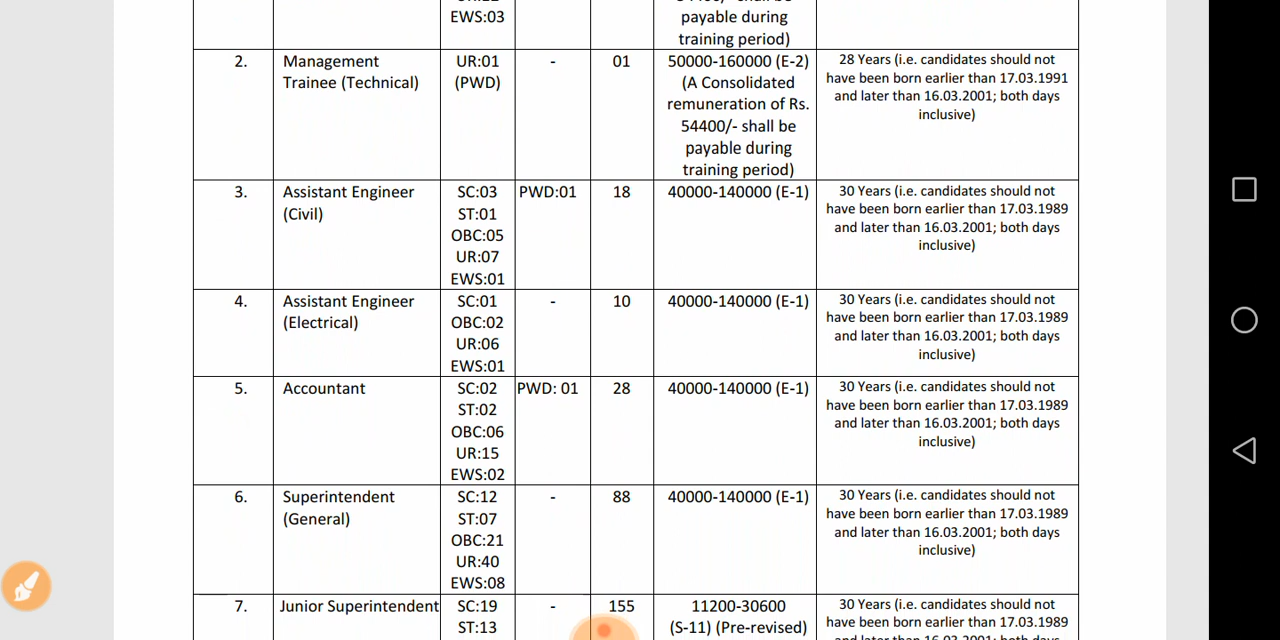 EWS:03
payable during
training period)
2.
Management
Trainee (Technical)
UR:01
(PWD)
-
01
50000-160000 (E-2)
(A Consolidated
remuneration of Rs.
54400/- shall be
payable during
training period)
28 Years (i.e. candidates should not
have been born earlier than 17.03.1991
and later than 16.03.2001; both days
inclusive)
3.
Assistant Engineer
(Civil)
SC:03
ST:01
OBC:05
UR:07
EWS:01
PWD:01
18
40000-140000 (E-1)
30 Years (i.e. candidates should not
have been born earlier than 17.03.1989
and later than 16.03.2001; both days
inclusive)
4.
Assistant Engineer
(Electrical)
SC:01
OBC:02
UR:06
EWS:01
-
10
40000-140000 (E-1)
30 Years (i.e. candidates should not
have been born earlier than 17.03.1989
and later than 16.03.2001; both days
inclusive)
5.
Accountant
SC:02
ST:02
OBC:06
UR:15
EWS:02
PWD: 01
28
40000-140000 (E-1)
30 Years (i.e. candidates should not
have been born earlier than 17.03.1989
and later than 16.03.2001; both days
inclusive)
6.
Superintendent
(General)
SC:12
ST:07
OBC:21
UR:40
EWS:08
-
88
40000-140000 (E-1)
30 Years (i.e. candidates should not
have been born earlier than 17.03.1989
and later than 16.03.2001; both days
inclusive)
7.
Junior Superintendent
SC:19
ST:13
-
155
11200-30600
(S-11) (Pre-revised)
30 Years (i.e. candidates should not
have been born earlier than 17.03.1989